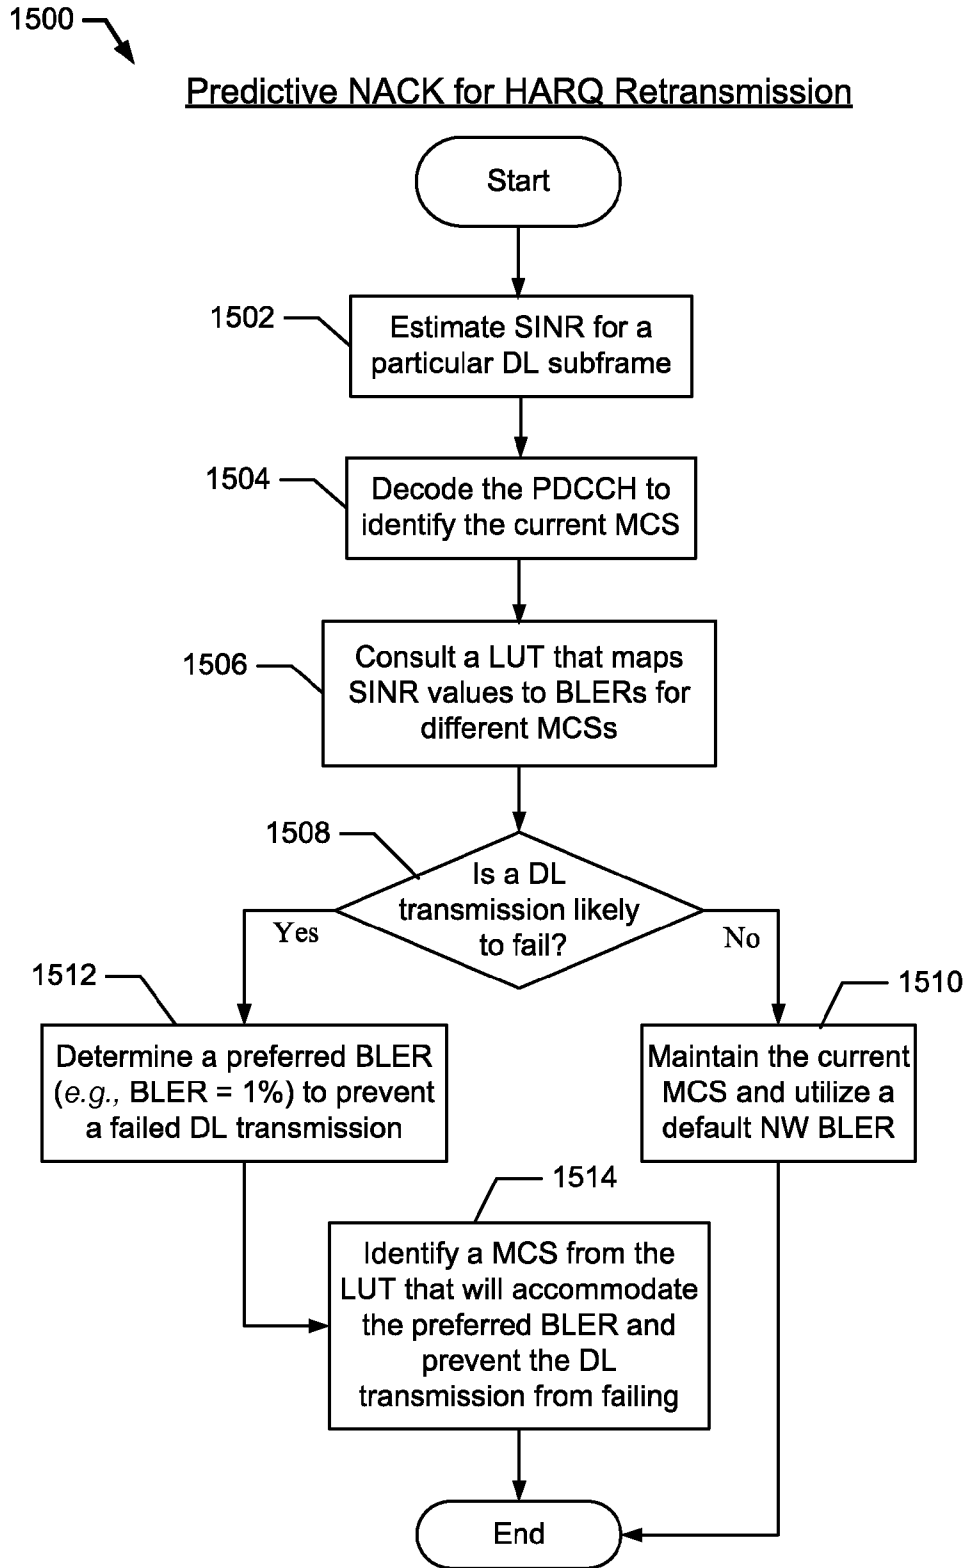 1500
Predictive NACK for HARQ Retransmission
Start
1502
Estimate SINR for a
particular DL subframe
1504
Decode the PDCCH to
identify the current MCS
1506
Consult a LUT that maps
SINR values to BLERs for
different MCSs
1508
Is a DL
transmission likely
to fail?
Yes
No
1512
Determine a preferred BLER
(e.g., BLER = 1%) to prevent
a failed DL transmission
1510
Maintain the current
MCS and utilize a
default NW BLER
1514
Identify a MCS from the
LUT that will accommodate
the preferred BLER and
prevent the DL
transmission from failing
End